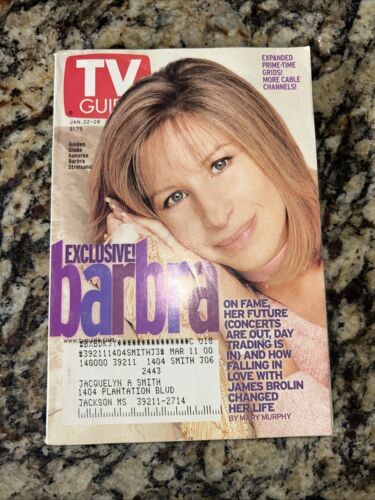 TV
GUIDE
JAN. 22-28
$1.79
EXPANDED
PRIME-TIME
GRIDS!
MORE CABLE
CHANNELS!
Golden
Globe
honoree
Barbra
Streisand
EXCLUSIVE!
barbra
ON FAME,
HER FUTURE
(CONCERTS
ARE OUT, DAY
TRADING IS
IN) AND HOW
FALLING IN
LOVE WITH
JAMES BROLIN
CHANGED
HER LIFE
BY MARY MURPHY
C 018
#39211404SMITHJ3# MAR 11 00
140000 39211 1404 SMITH J06
2443
JACQUELYN A SMITH
1404 PLANTATION BLVD
JACKSON MS 39211-2714